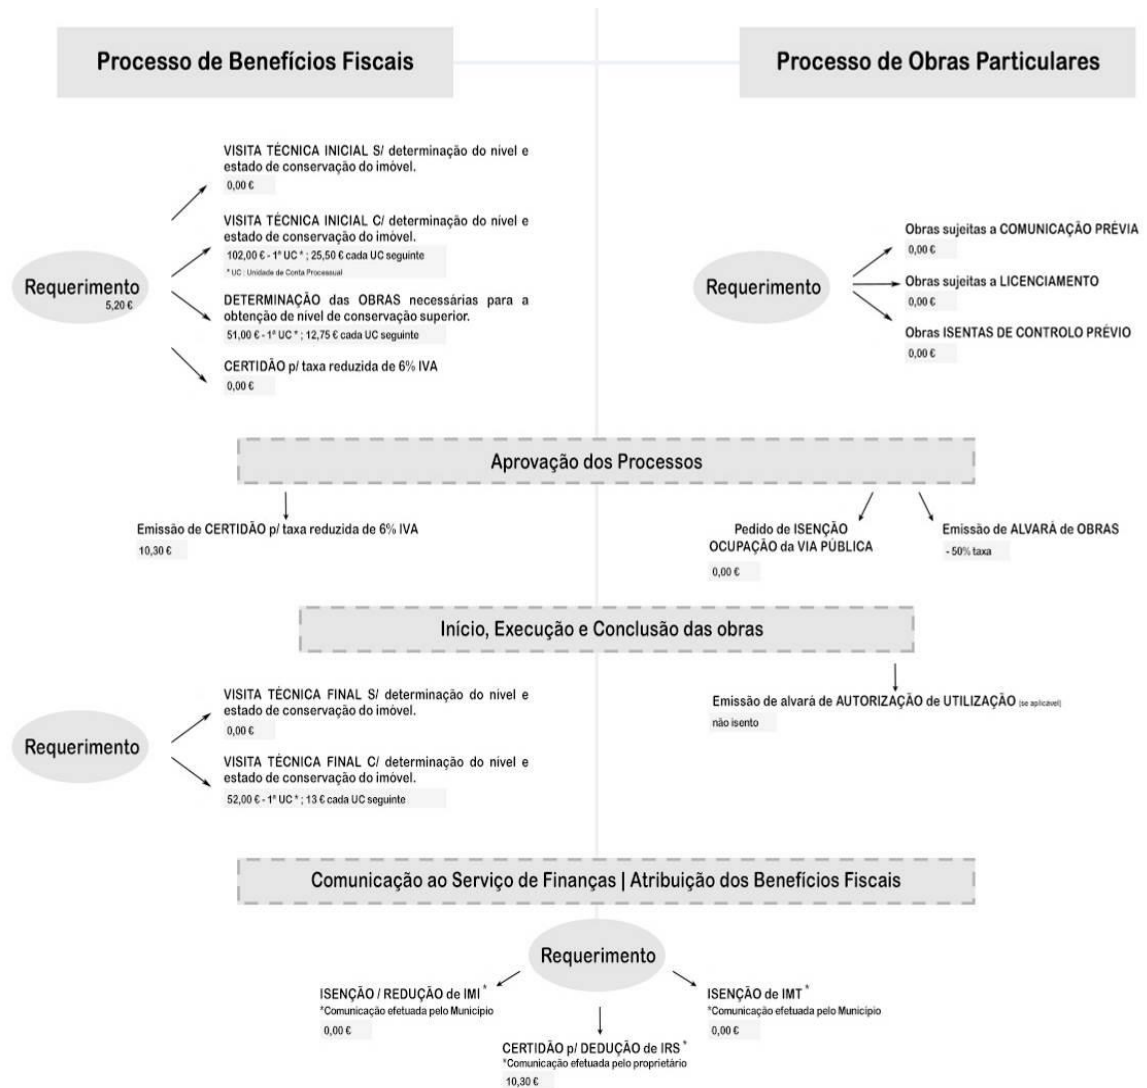 Processo de Benefícios Fiscais
Processo de Obras Particulares
VISITA TÉCNICA INICIAL S/ determinação do nível e
estado de conservação do imóvel.
0,00 €
VISITA TÉCNICA INICIAL C/ determinação do nível e
estado de conservação do imóvel.
102,00 € - 1ª UC * ; 25,50 € cada UC seguinte
* UC : Unidade de Conta Processual
Requerimento
5,20 €
DETERMINAÇÃO das OBRAS necessárias para a
obtenção de nível de conservação superior.
51,00 € - 1ª UC * ; 12,75 € cada UC seguinte
CERTIDÃO p/ taxa reduzida de 6% IVA
0,00 €
Requerimento
Obras sujeitas a COMUNICAÇÃO PRÉVIA
0,00 €
Obras sujeitas a LICENCIAMENTO
0,00 €
Obras ISENTAS DE CONTROLO PRÉVIO
0,00 €
Aprovação dos Processos
Emissão de CERTIDÃO p/ taxa reduzida de 6% IVA
10,30 €
Pedido de ISENÇÃO
OCUPAÇÃO da VIA PÚBLICA
0,00 €
Emissão de ALVARÁ de OBRAS
- 50% taxa
Início, Execução e Conclusão das obras
Emissão de alvará de AUTORIZAÇÃO de UTILIZAÇÃO (se aplicável)
não isento
Requerimento
VISITA TÉCNICA FINAL S/ determinação do nível e
estado de conservação do imóvel.
0,00 €
VISITA TÉCNICA FINAL C/ determinação do nível e
estado de conservação do imóvel.
52,00 € - 1ª UC * ; 13 € cada UC seguinte
Comunicação ao Serviço de Finanças | Atribuição dos Benefícios Fiscais
Requerimento
ISENÇÃO / REDUÇÃO de IMI *
*Comunicação efetuada pelo Município
0,00 €
CERTIDÃO p/ DEDUÇÃO de IRS *
*Comunicação efetuada pelo proprietário
10,30 €
ISENÇÃO de IMT *
*Comunicação efetuada pelo Município
0,00 €